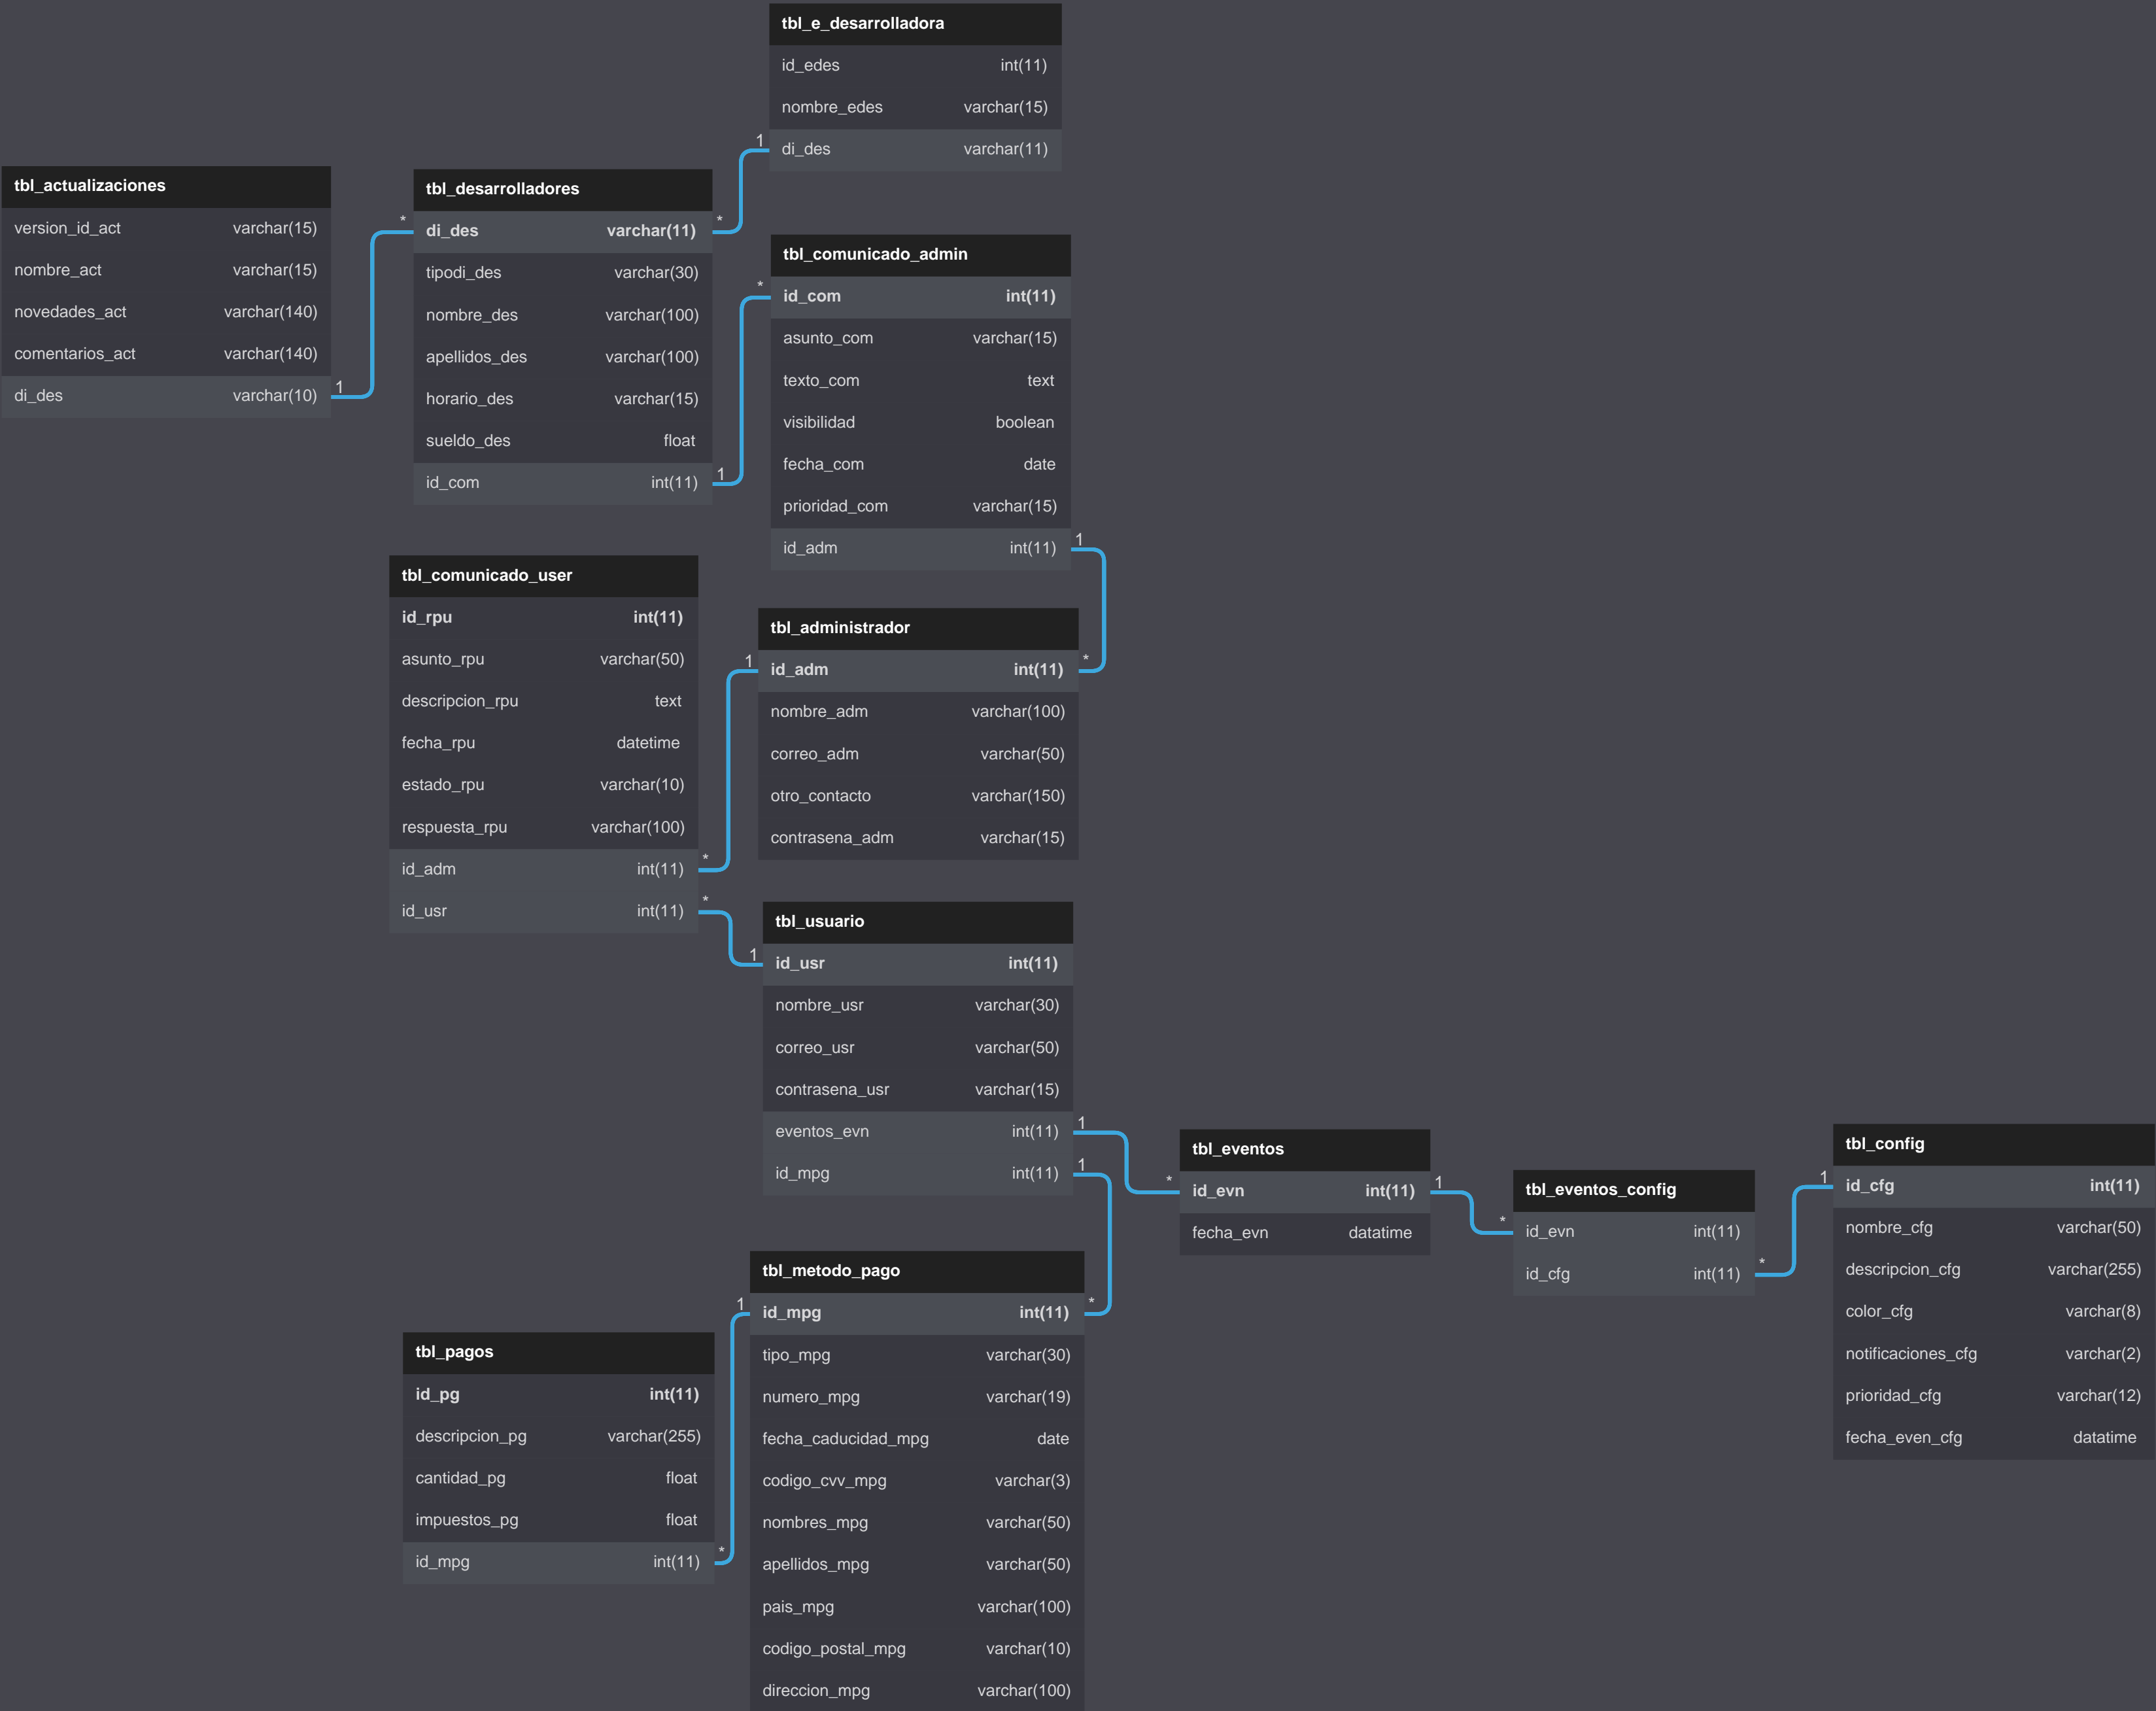 tbl_e_desarrolladora
id_edes int(11)
nombre_edes varchar(15)
1 di_des varchar(11)
tbl_actualizaciones
version_id_act varchar(15)
nombre_act varchar(15)
novedades_act varchar(140)
comentarios_act varchar(140)
di_des varchar(10) 1
tbl_desarrolladores
* di_des varchar(11) *
tipodi_des varchar(30)
nombre_des varchar(100)
apellidos_des varchar(100)
horario_des varchar(15)
sueldo_des float
id_com int(11) 1
tbl_comunicado_admin
* id_com int(11)
asunto_com varchar(15)
texto_com text
visibilidad boolean
fecha_com date
prioridad_com varchar(15)
id_adm int(11) 1
tbl_comunicado_user
id_rpu int(11)
asunto_rpu varchar(50)
descripcion_rpu text
fecha_rpu datetime
estado_rpu varchar(10)
respuesta_rpu varchar(100)
id_adm int(11) *
id_usr int(11) *
tbl_administrador
1 id_adm int(11) *
nombre_adm varchar(100)
correo_adm varchar(50)
otro_contacto varchar(150)
contrasena_adm varchar(15)
tbl_usuario
1 id_usr int(11)
nombre_usr varchar(30)
correo_usr varchar(50)
contrasena_usr varchar(15)
eventos_evn int(11) 1
id_mpg int(11) 1
tbl_eventos
* id_evn int(11) 1
fecha_evn datatime
tbl_eventos_config
* id_evn int(11)
id_cfg int(11) *
tbl_config
1 id_cfg int(11)
nombre_cfg varchar(50)
descripcion_cfg varchar(255)
color_cfg varchar(8)
notificaciones_cfg varchar(2)
prioridad_cfg varchar(12)
fecha_even_cfg datatime
tbl_metodo_pago
1 id_mpg int(11) *
tipo_mpg varchar(30)
numero_mpg varchar(19)
fecha_caducidad_mpg date
codigo_cvv_mpg varchar(3)
nombres_mpg varchar(50)
apellidos_mpg varchar(50)
pais_mpg varchar(100)
codigo_postal_mpg varchar(10)
direccion_mpg varchar(100)
tbl_pagos
id_pg int(11)
descripcion_pg varchar(255)
cantidad_pg float
impuestos_pg float
id_mpg int(11) *